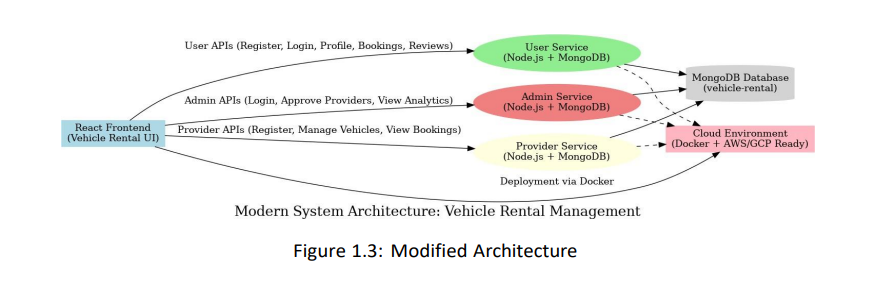 User APIs (Register, Login, Profile, Bookings, Reviews)
User Service
(Node.js + MongoDB)
MongoDB Database
(vehicle-rental)
Admin APIs (Login, Approve Providers, View Analytics)
Admin Service
(Node.js + MongoDB)
React Frontend
(Vehicle Rental UI)
Provider APIs (Register, Manage Vehicles, View Bookings)
Provider Service
(Node.js + MongoDB)
Cloud Environment
(Docker + AWS/GCP Ready)
Deployment via Docker
Modern System Architecture: Vehicle Rental Management
Figure 1.3: Modified Architecture